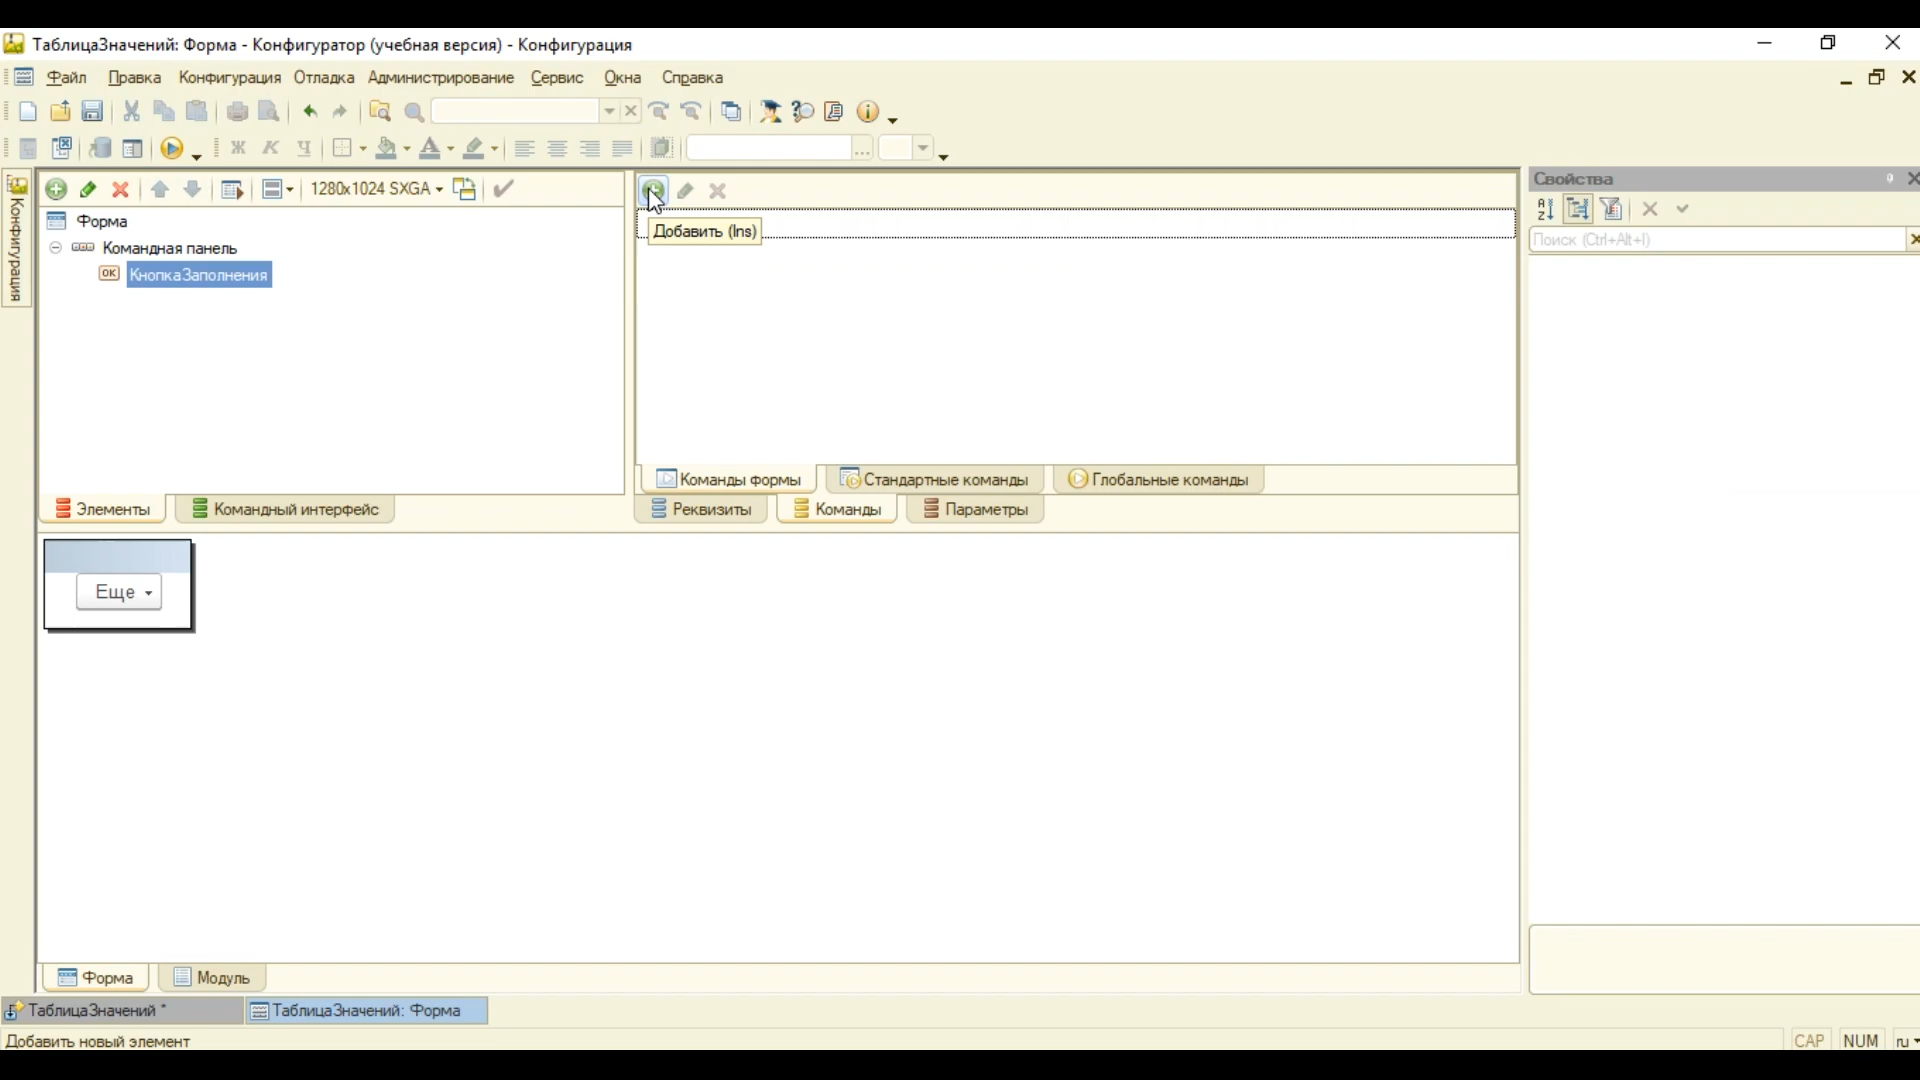 ТаблицаЗначений: Форма - Конфигуратор (учебная версия) - Конфигурация
Файл Правка Конфигурация Отладка Администрирование Сервис Окна Справка
Ж К Ч
Конфигурация
1280x1024 SXGA
Форма
Командная панель
ОК КнопкаЗаполнения
Элементы Командный интерфейс
Добавить (Ins)
Команды формы Стандартные команды Глобальные команды
Реквизиты Команды Параметры
Свойства
Поиск (Ctrl+Alt+I)
Еще
Форма Модуль
ТаблицаЗначений * ТаблицаЗначений: Форма
Добавить новый элемент CAP NUM ru